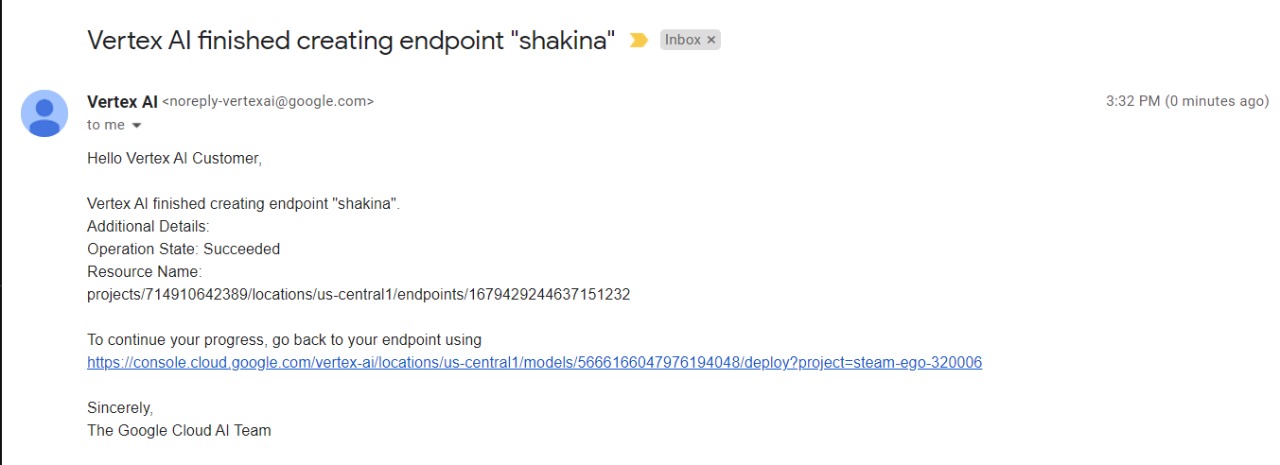 Vertex AI finished creating endpoint "shakina" Inbox ×
Vertex AI <noreply-vertexai@google.com> 3:32 PM (0 minutes ago)
to me
Hello Vertex AI Customer,
Vertex AI finished creating endpoint "shakina".
Additional Details:
Operation State: Succeeded
Resource Name:
projects/714910642389/locations/us-central1/endpoints/1679429244637151232
To continue your progress, go back to your endpoint using
https://console.cloud.google.com/vertex-ai/locations/us-central1/models/5666166047976194048/deploy?project=steam-ego-320006
Sincerely,
The Google Cloud AI Team